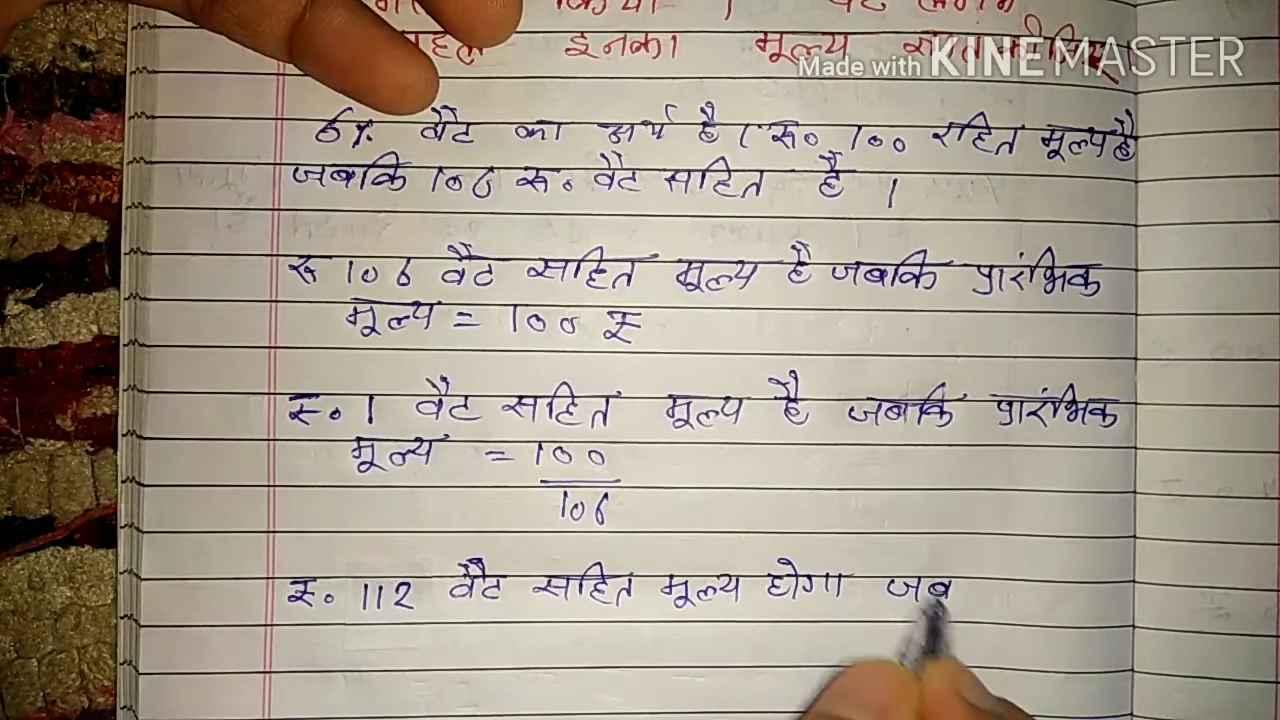 इनका मूल्य
Made with KINEMASTER
6% वैट का अर्थ है। रू० 100 रहित मूल्य है
जबकि 106 रू० वैट सहित है ।
रू 106 वैट सहित मूल्य है जबकि प्रारंभिक
मूल्य = 100 रू
रू० 1 वैट सहित मूल्य है जबकि प्रारंभिक
मूल्य = 100
106
रू० 112 वैट सहित मूल्य होगा जब